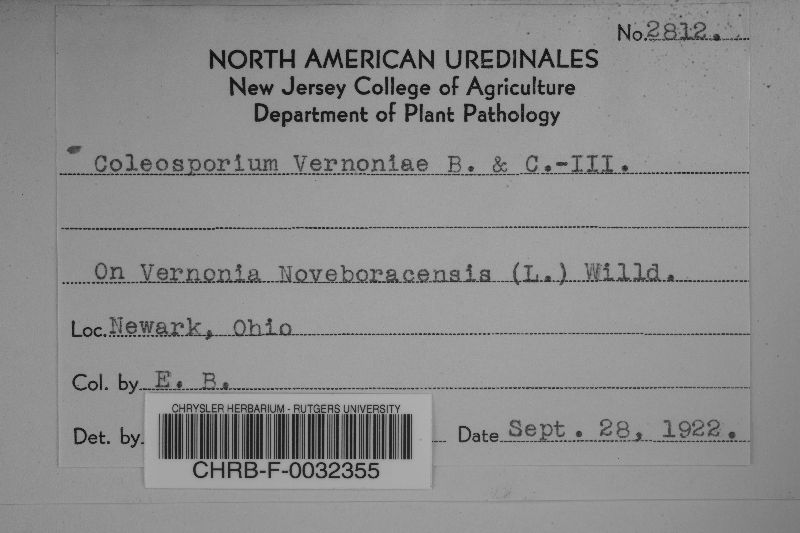 No. 2812.
NORTH AMERICAN UREDINALES
New Jersey College of Agriculture
Department of Plant Pathology
Coleosporium Vernoniae B. & C.-III.
On Vernonia Noveboracensis (L.) Willd.
Loc. Newark, Ohio
Col. by E. B.
Det. by
Date Sept. 28, 1922.
CHRYSLER HERBARIUM - RUTGERS UNIVERSITY
CHRB-F-0032355